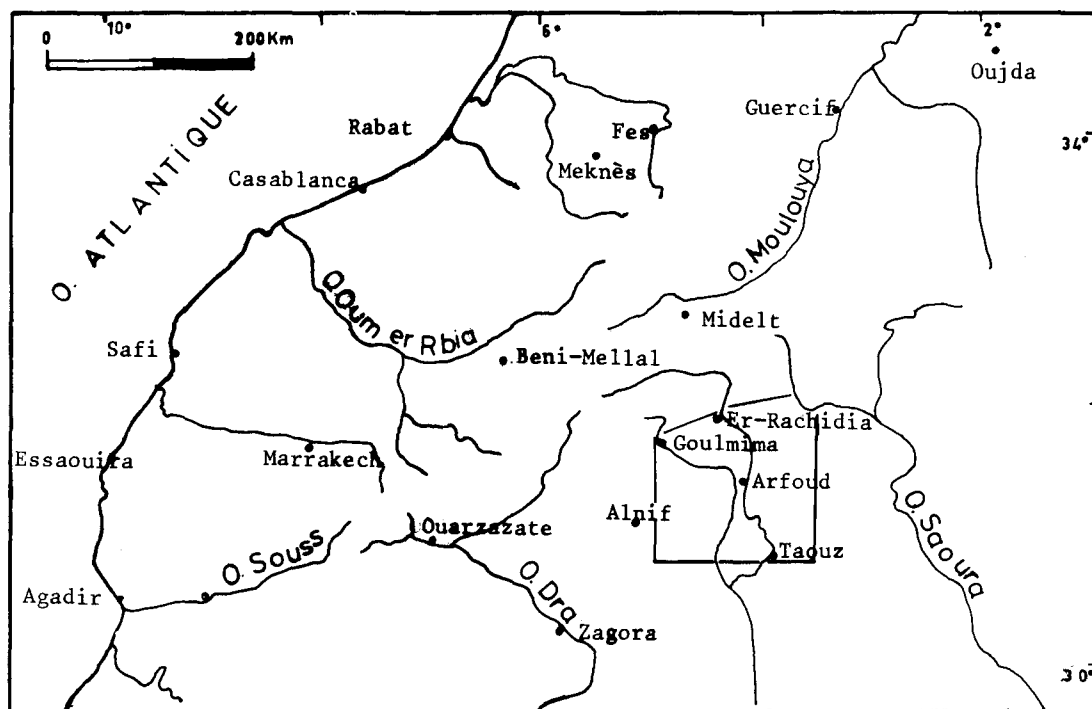 10°
6°
2°
0
200Km
Oujda
Guercif
Rabat
Fes
34°
Meknès
Casablanca
O. ATLANTIQUE
O. Moulouya
O.Oum er Rbia
Midelt
Safi
Beni-Mellal
Er-Rachidia
Goulmima
Essaouira
Marrakech
Arfoud
Alnif
O. Saoura
Ouarzazate
Taouz
O. Souss
O. Dra
Agadir
Zagora
30°